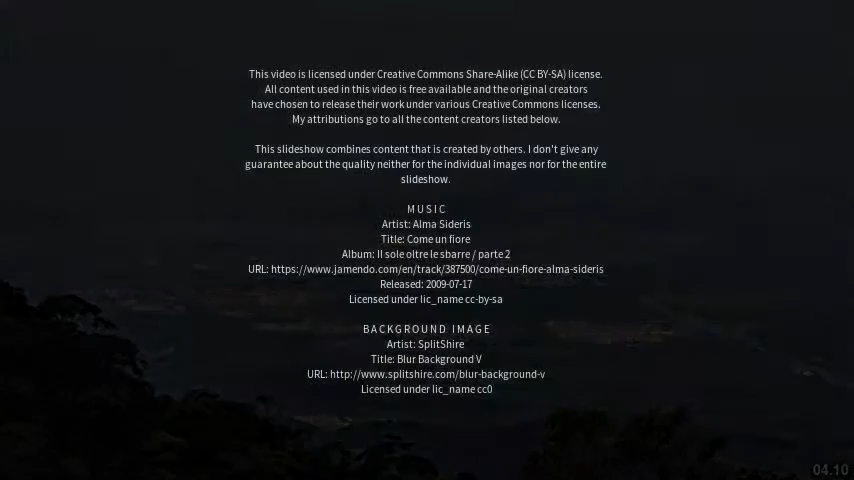 This video is licensed under Creative Commons Share-Alike (CC BY-SA) license.
All content used in this video is free available and the original creators
have chosen to release their work under various Creative Commons licenses.
My attributions go to all the content creators listed below.
This slideshow combines content that is created by others. I don't give any
guarantee about the quality neither for the individual images nor for the entire
slideshow.
MUSIC
Artist: Alma Sideris
Title: Come un fiore
Album: Il sole oltre le sbarre / parte 2
URL: https://www.jamendo.com/en/track/387500/come-un-fiore-alma-sideris
Released: 2009-07-17
Licensed under lic_name cc-by-sa
BACKGROUND IMAGE
Artist: SplitShire
Title: Blur Background V
URL: http://www.splitshire.com/blur-background-v
Licensed under lic_name cc0
04.10